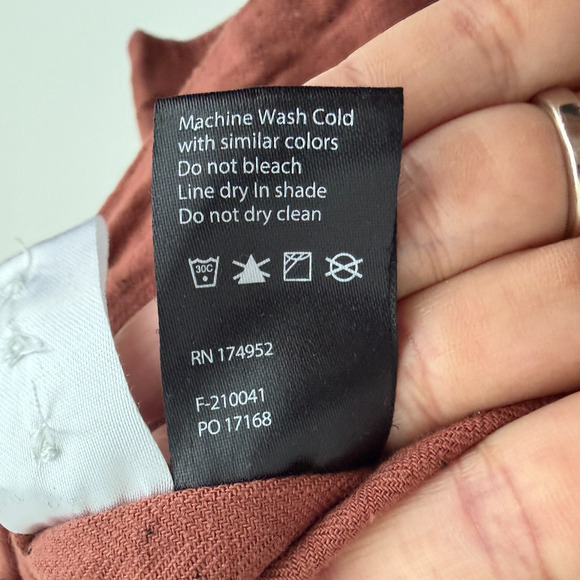 Machine Wash Cold
with similar colors
Do not bleach
Line dry In shade
Do not dry clean
30C
RN 174952
F-210041
PO 17168